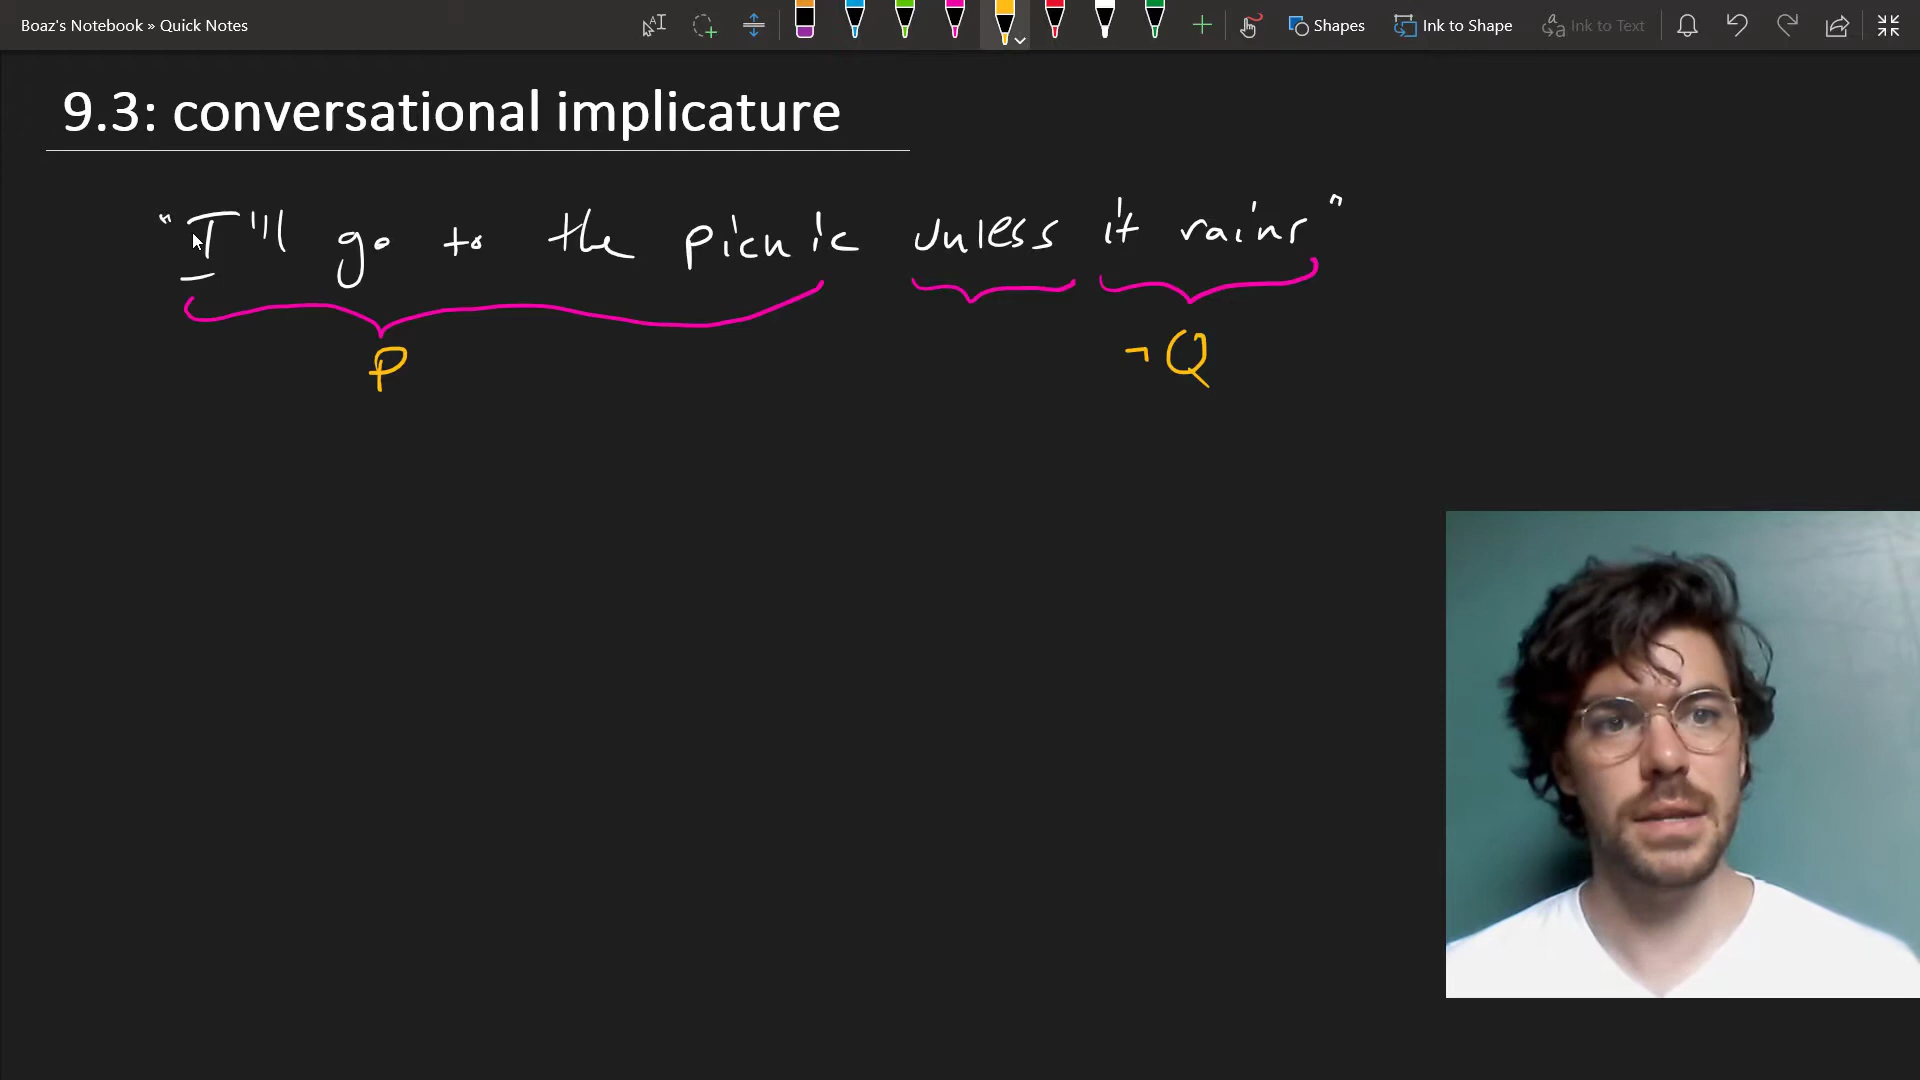 Boaz's Notebook » Quick Notes
Shapes
Ink to Shape
Ink to Text
9.3: conversational implicature
"I'll go to the picnic unless it rains"
P
¬Q